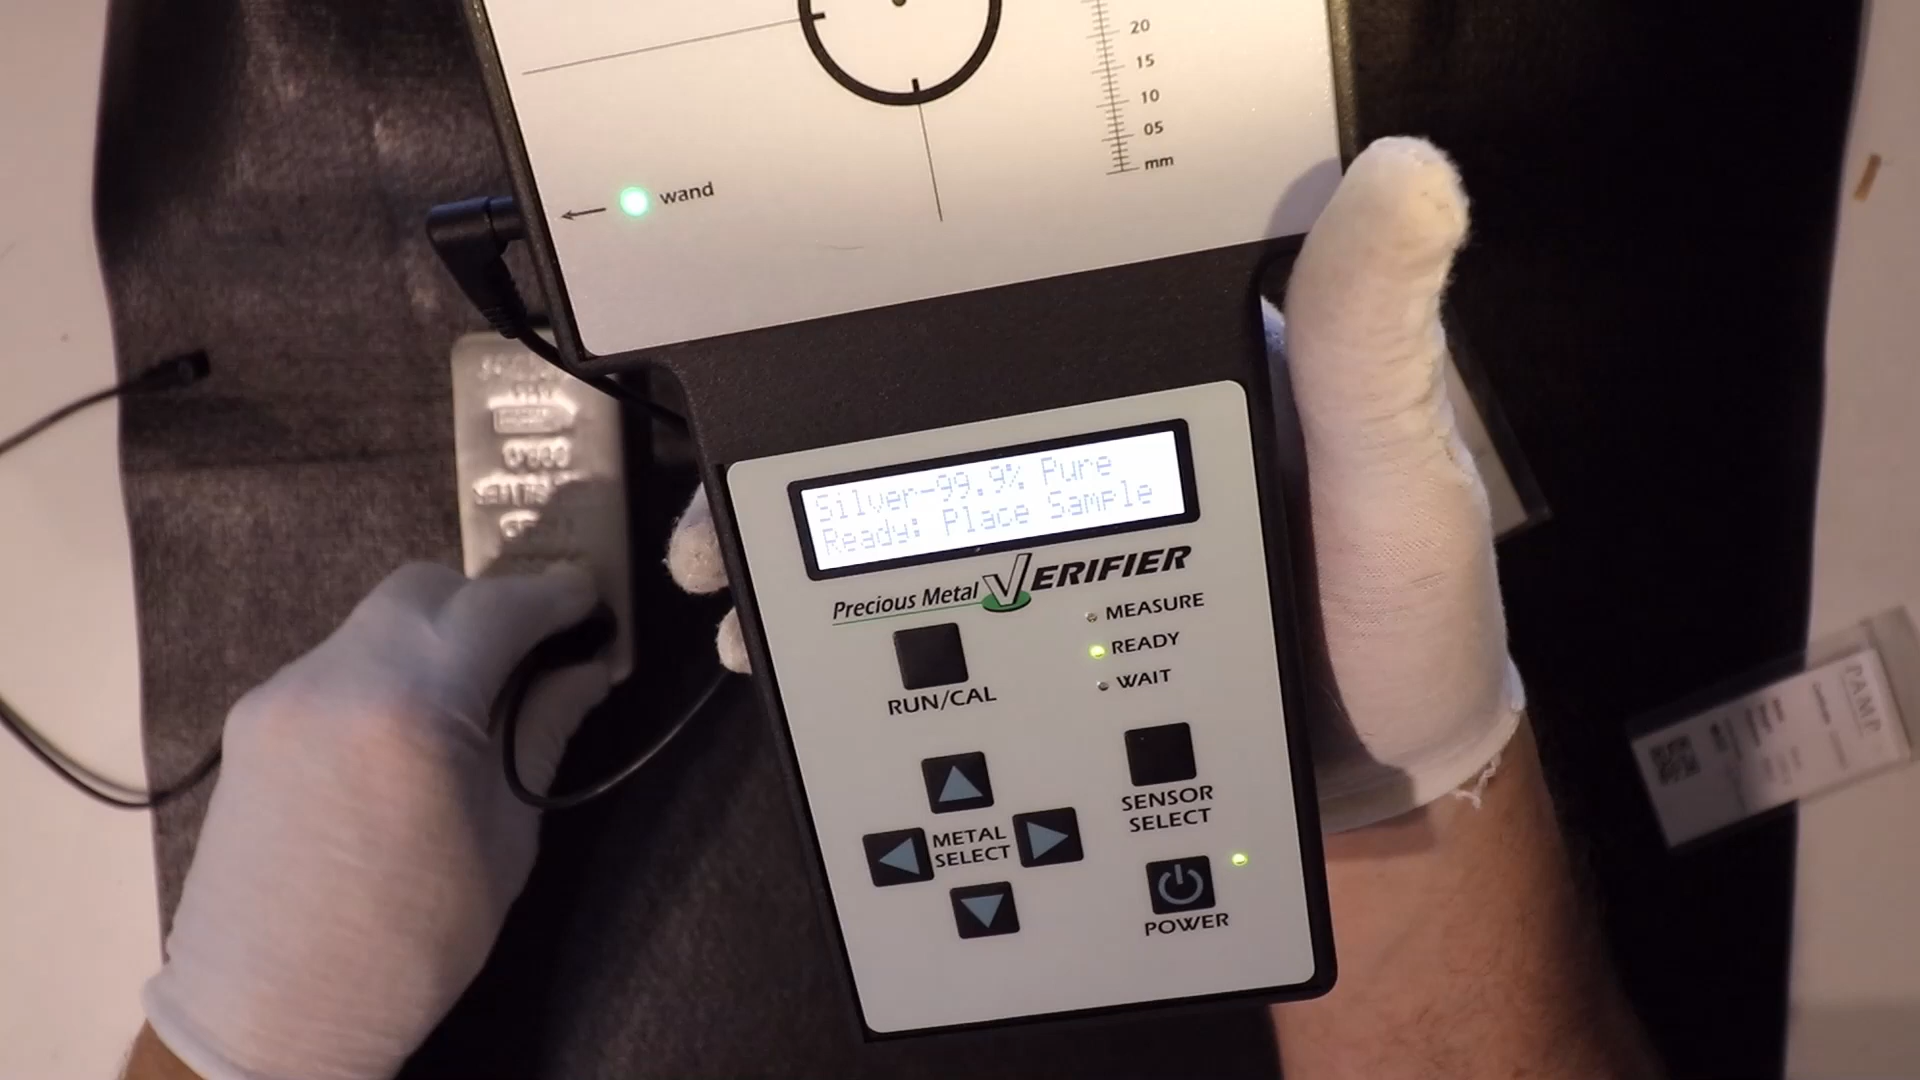 20
15
10
05
mm
wand
Silver-99.9% Pure
Ready: Place Sample
Precious Metal VERIFIER
MEASURE
READY
WAIT
RUN/CAL
SENSOR
SELECT
METAL
SELECT
POWER
PAMP